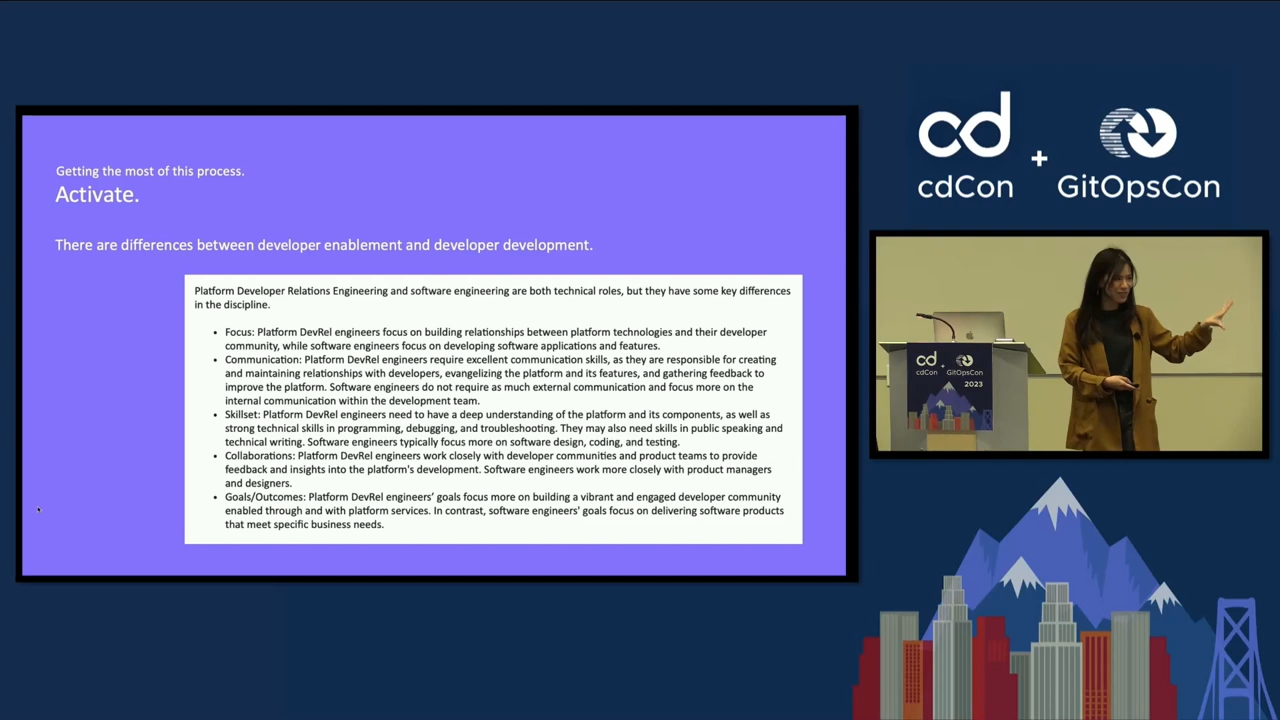 Getting the most of this process.
Activate.
There are differences between developer enablement and developer development.
Platform Developer Relations Engineering and software engineering are both technical roles, but they have some key differences
in the discipline.
• Focus: Platform DevRel engineers focus on building relationships between platform technologies and their developer
community, while software engineers focus on developing software applications and features.
• Communication: Platform DevRel engineers require excellent communication skills, as they are responsible for creating
and maintaining relationships with developers, evangelizing the platform and its features, and gathering feedback to
improve the platform. Software engineers do not require as much external communication and focus more on the
internal communication within the development team.
• Skillset: Platform DevRel engineers need to have a deep understanding of the platform and its components, as well as
strong technical skills in programming, debugging, and troubleshooting. They may also need skills in public speaking and
technical writing. Software engineers typically focus more on software design, coding, and testing.
• Collaborations: Platform DevRel engineers work closely with developer communities and product teams to provide
feedback and insights into the platform's development. Software engineers work more closely with product managers
and designers.
• Goals/Outcomes: Platform DevRel engineers' goals focus more on building a vibrant and engaged developer community
enabled through and with platform services. In contrast, software engineers' goals focus on delivering software products
that meet specific business needs.
cd
+
cdCon
GitOpsCon
cd
cdCon
+
GitOpsCon
2023